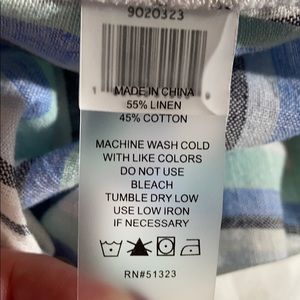 9020323
MADE IN CHINA
55% LINEN
45% COTTON
MACHINE WASH COLD
WITH LIKE COLORS
DO NOT USE
BLEACH
TUMBLE DRY LOW
USE LOW IRON
IF NECESSARY
RN#51323